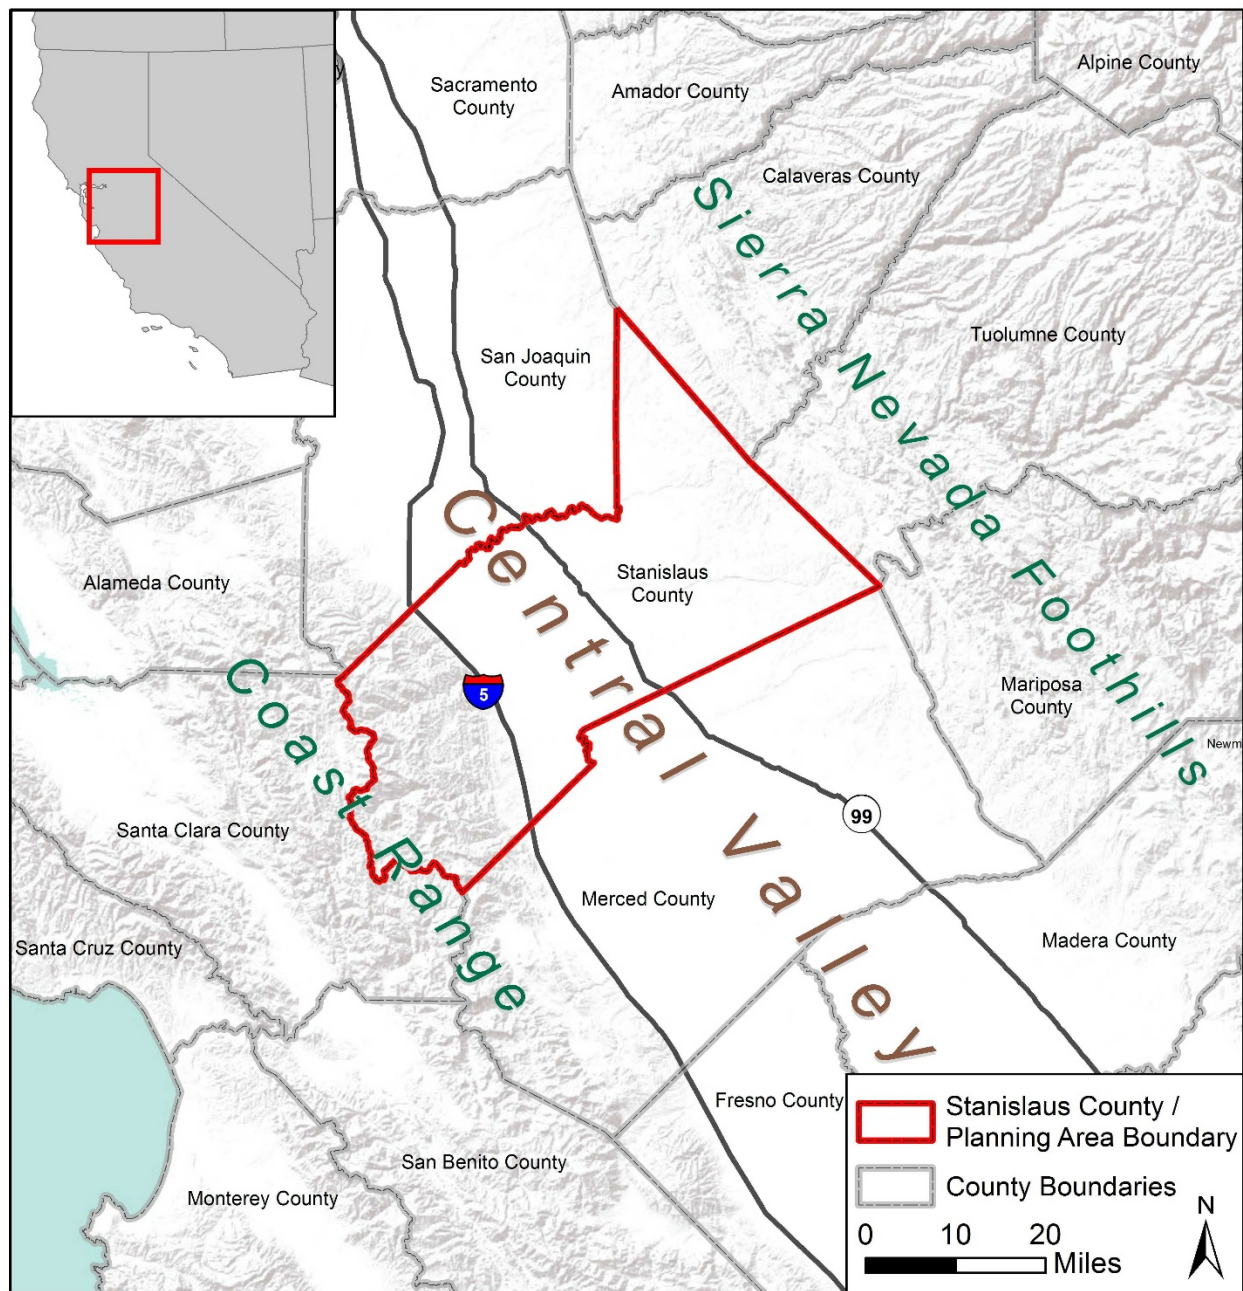 Sacramento
County
Amador County
Alpine County
y
Calaveras County
Sierra Nevada Foothills
Tuolumne County
San Joaquin
County
Central Valley
Alameda County
Stanislaus
County
Coast Range
5
Mariposa
County
Newm
99
Santa Clara County
Merced County
Santa Cruz County
Madera County
Fresno County
San Benito County
Monterey County
Stanislaus County /
Planning Area Boundary
County Boundaries
N
0 10 20
Miles